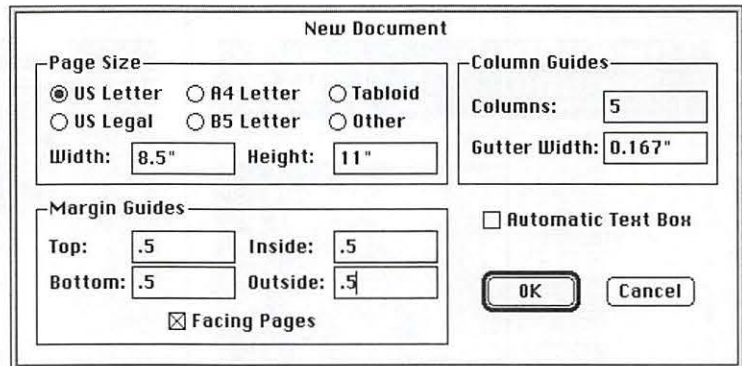 New Document
Page Size
US Letter A4 Letter Tabloid
US Legal B5 Letter Other
Width: 8.5" Height: 11"
Column Guides
Columns: 5
Gutter Width: 0.167"
Margin Guides
Top: .5 Inside: .5
Bottom: .5 Outside: .5
Facing Pages
Automatic Text Box
OK Cancel